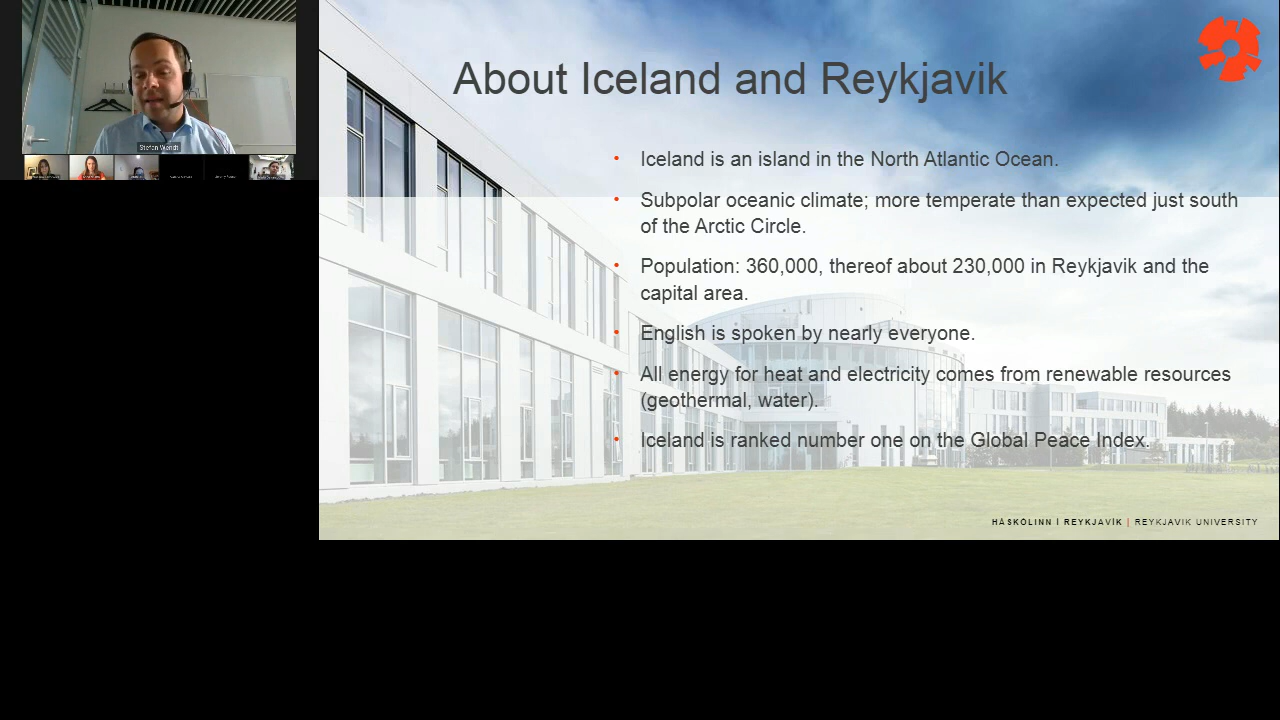 About Iceland and Reykjavik
• Iceland is an island in the North Atlantic Ocean.
• Subpolar oceanic climate; more temperate than expected just south
of the Arctic Circle.
• Population: 360,000, thereof about 230,000 in Reykjavik and the
capital area.
• English is spoken by nearly everyone.
• All energy for heat and electricity comes from renewable resources
(geothermal, water).
• Iceland is ranked number one on the Global Peace Index.
HÁSKÓLINN Í REYKJAVÍK | REYKJAVIK UNIVERSITY
Stefan Wendt